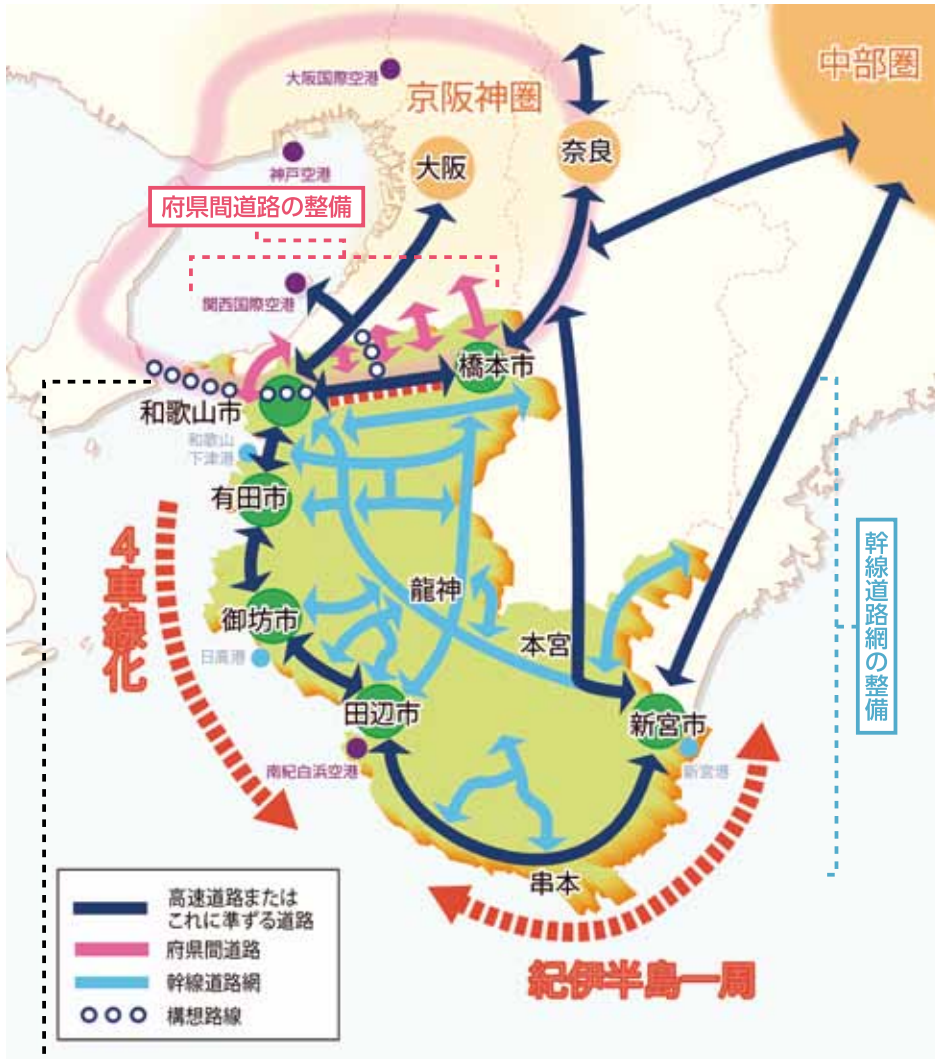 中部圏
大阪国際空港
京阪神圏
大阪
奈良
神戸空港
府県間道路の整備
関西国際空港
橋本市
和歌山市
和歌山
下津港
有田市
4車線化
幹線道路網の整備
龍神
御坊市
本宮
日高港
田辺市
新宮市
南紀白浜空港
新宮港
串本
紀伊半島一周
高速道路または
これに準ずる道路
府県間道路
幹線道路網
構想路線